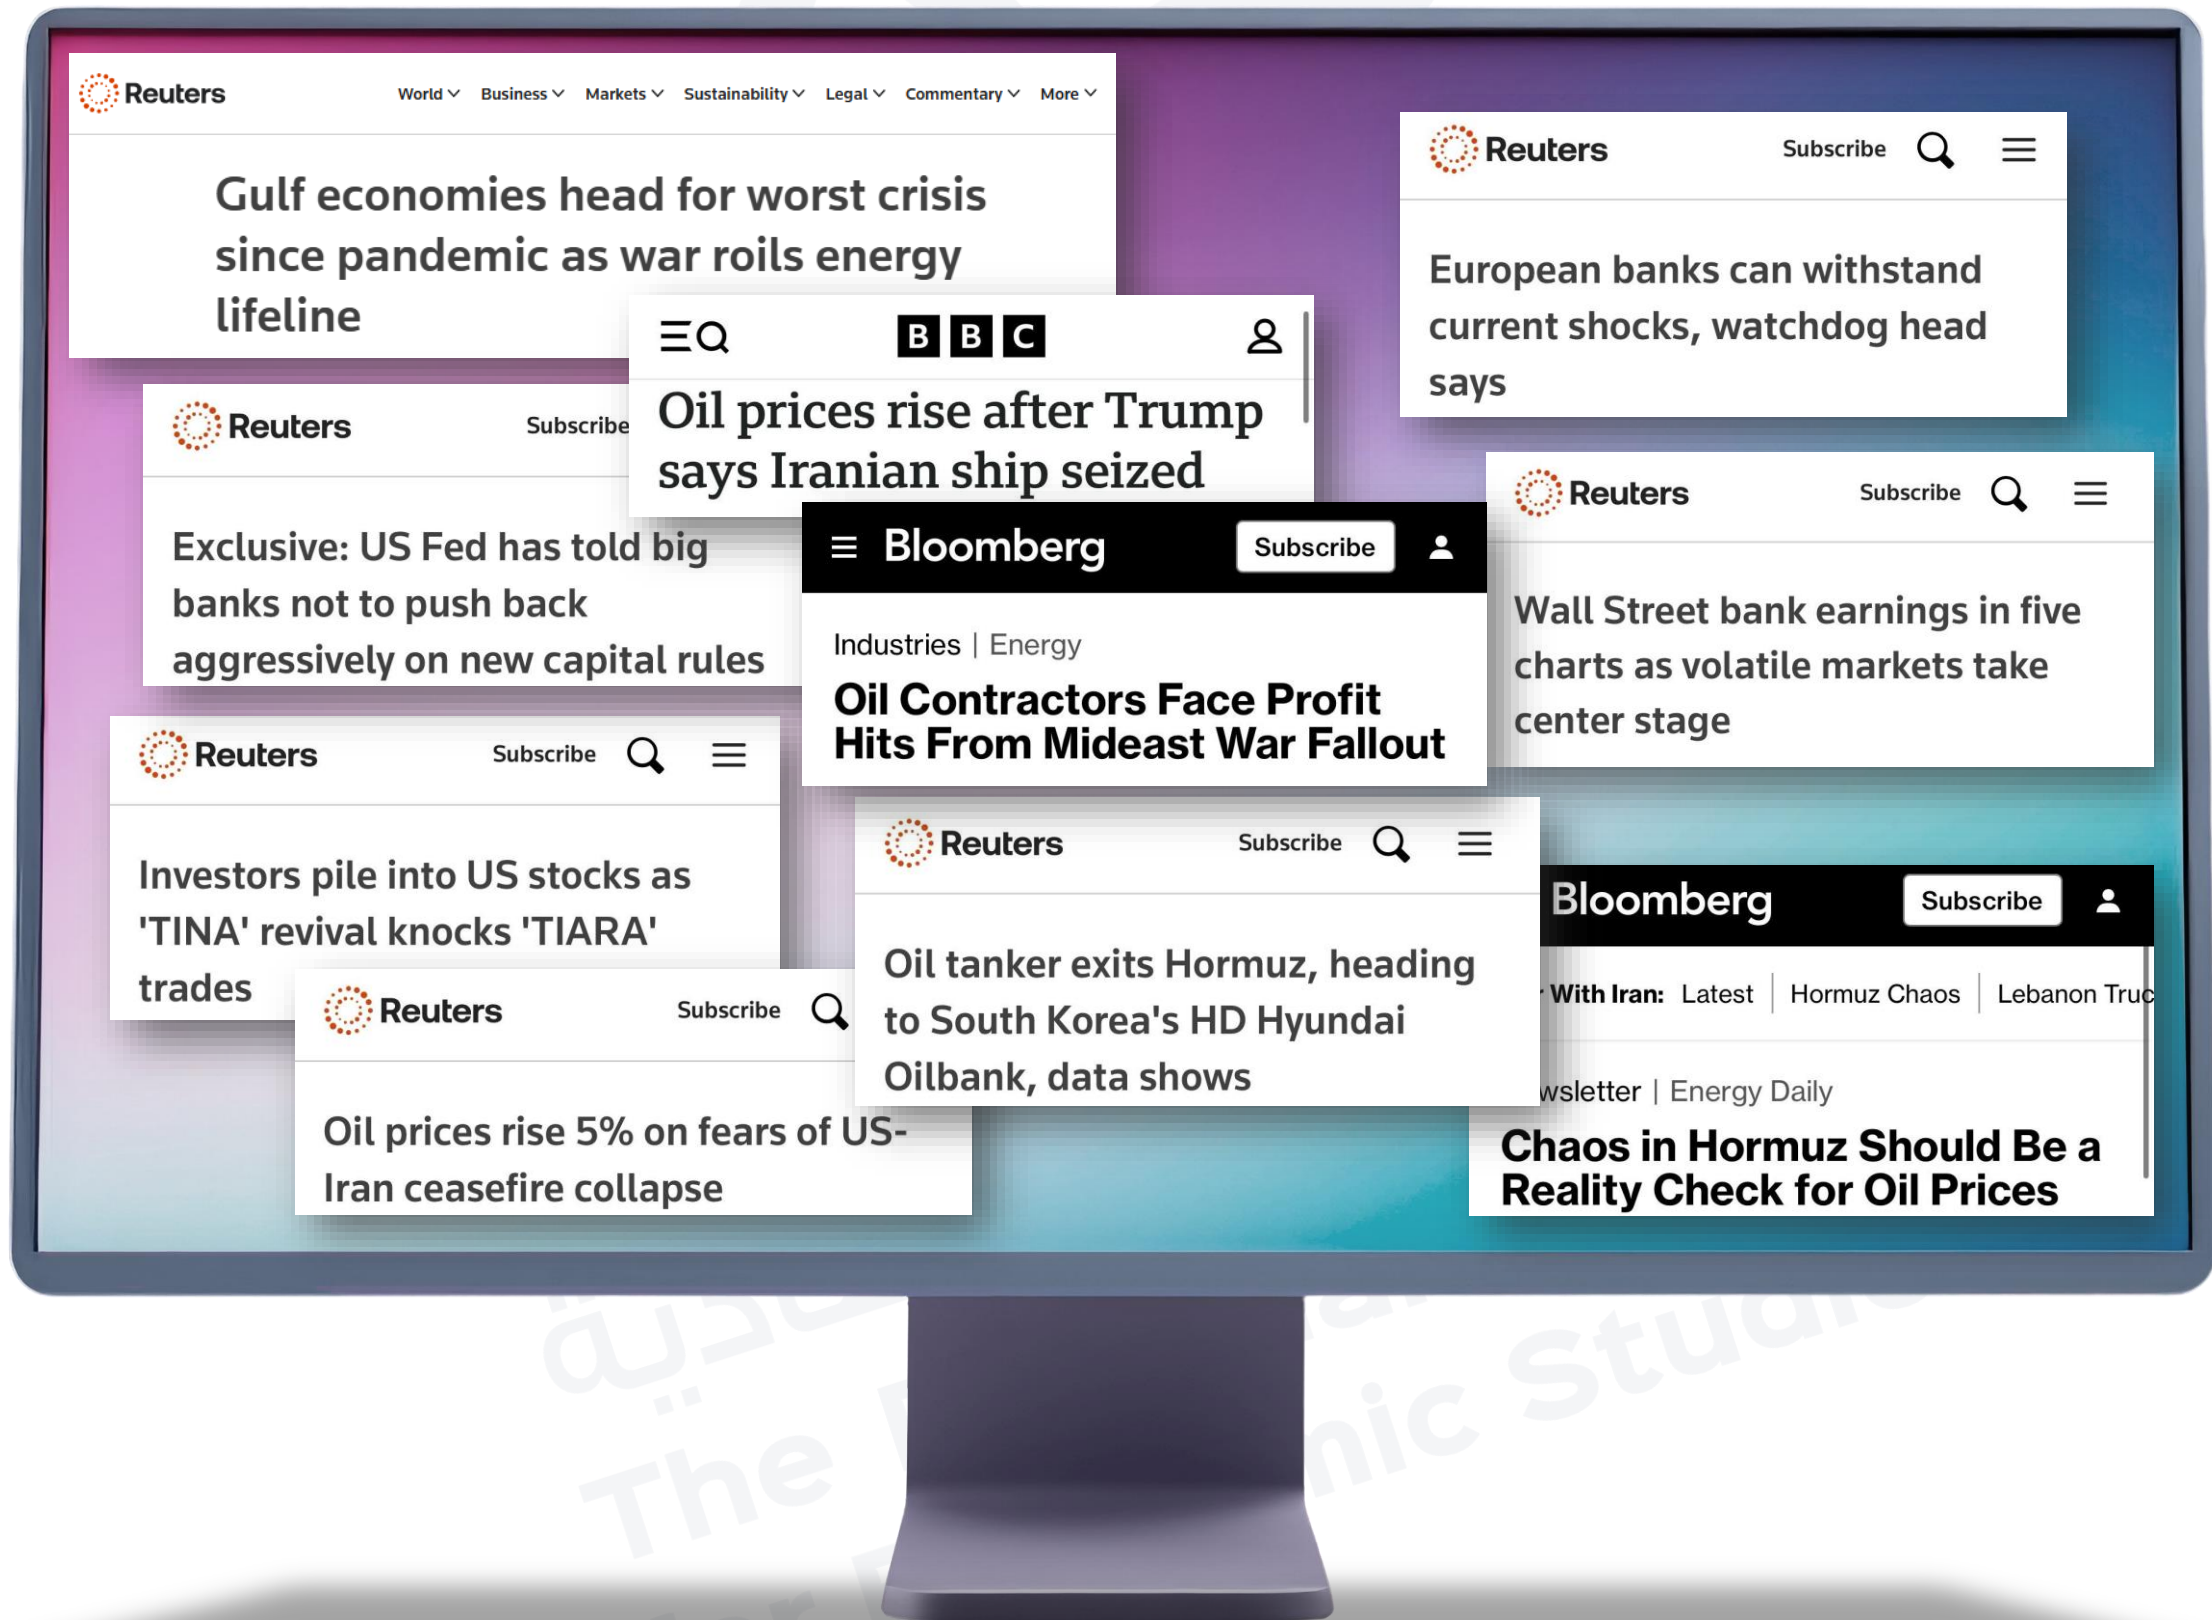 Reuters
World Business Markets Sustainability Legal Commentary More
Gulf economies head for worst crisis
since pandemic as war roils energy
lifeline
Reuters Subscribe
European banks can withstand
current shocks, watchdog head
says
BBC
Oil prices rise after Trump
says Iranian ship seized
Reuters Subscribe
Exclusive: US Fed has told big
banks not to push back
aggressively on new capital rules
Bloomberg Subscribe
Industries | Energy
Oil Contractors Face Profit
Hits From Mideast War Fallout
Reuters Subscribe
Wall Street bank earnings in five
charts as volatile markets take
center stage
Reuters Subscribe
Investors pile into US stocks as
'TINA' revival knocks 'TIARA'
trades
Reuters Subscribe
Oil tanker exits Hormuz, heading
to South Korea's HD Hyundai
Oilbank, data shows
Bloomberg Subscribe
With Iran: Latest | Hormuz Chaos | Lebanon Truc
wsletter | Energy Daily
Chaos in Hormuz Should Be a
Reality Check for Oil Prices
Reuters Subscribe
Oil prices rise 5% on fears of US-
Iran ceasefire collapse
The